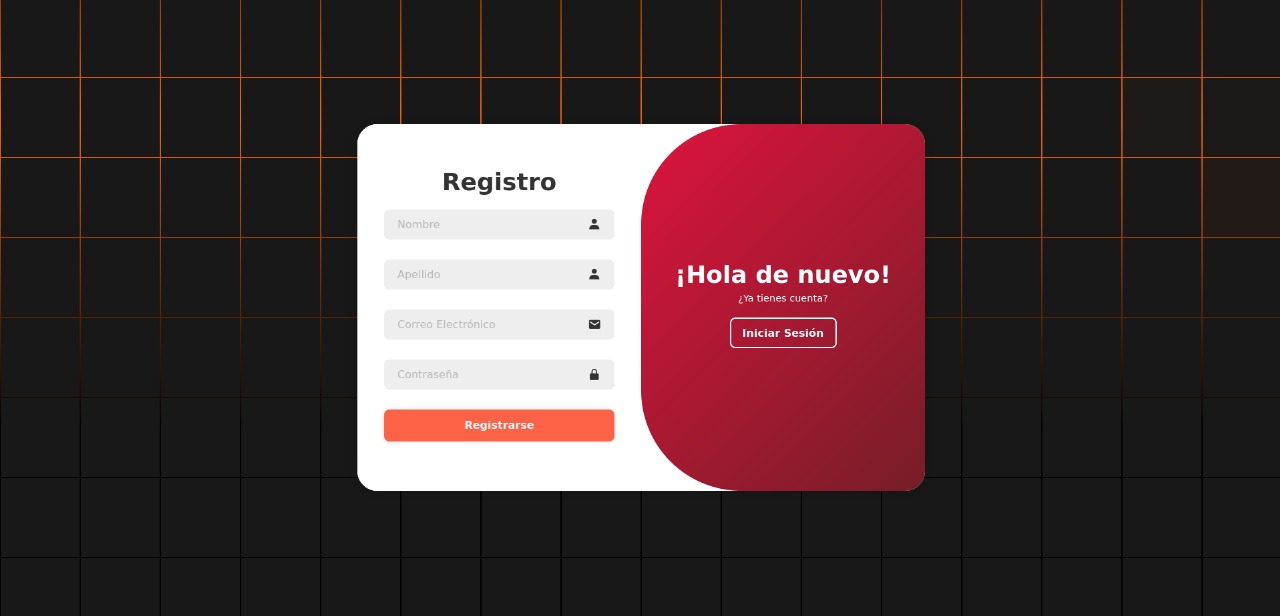 Registro
Nombre
Apellido
Correo Electrónico
Contraseña
Registrarse
¡Hola de nuevo!
¿Ya tienes cuenta?
Iniciar Sesión